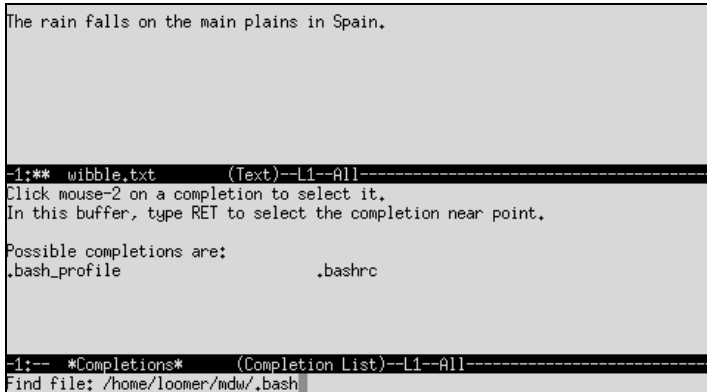 The rain falls on the main plains in Spain.
-1:**  wibble.txt        (Text)--L1--All---------------------------------------
Click mouse-2 on a completion to select it.
In this buffer, type RET to select the completion near point.
Possible completions are:
.bash_profile                      .bashrc
-1:--  *Completions*      (Completion List)--L1--All---------------------------
Find file: /home/loomer/mdw/.bash